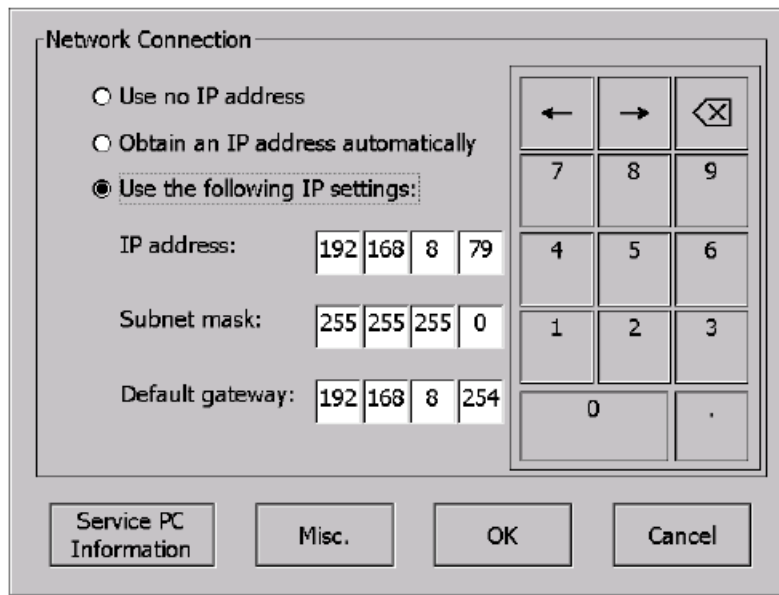 Network Connection
Use no IP address
Obtain an IP address automatically
Use the following IP settings:
IP address: 192 168 8 79
Subnet mask: 255 255 255 0
Default gateway: 192 168 8 254
← →
7 8 9
4 5 6
1 2 3
0 .
Service PC
Information
Misc.
OK
Cancel